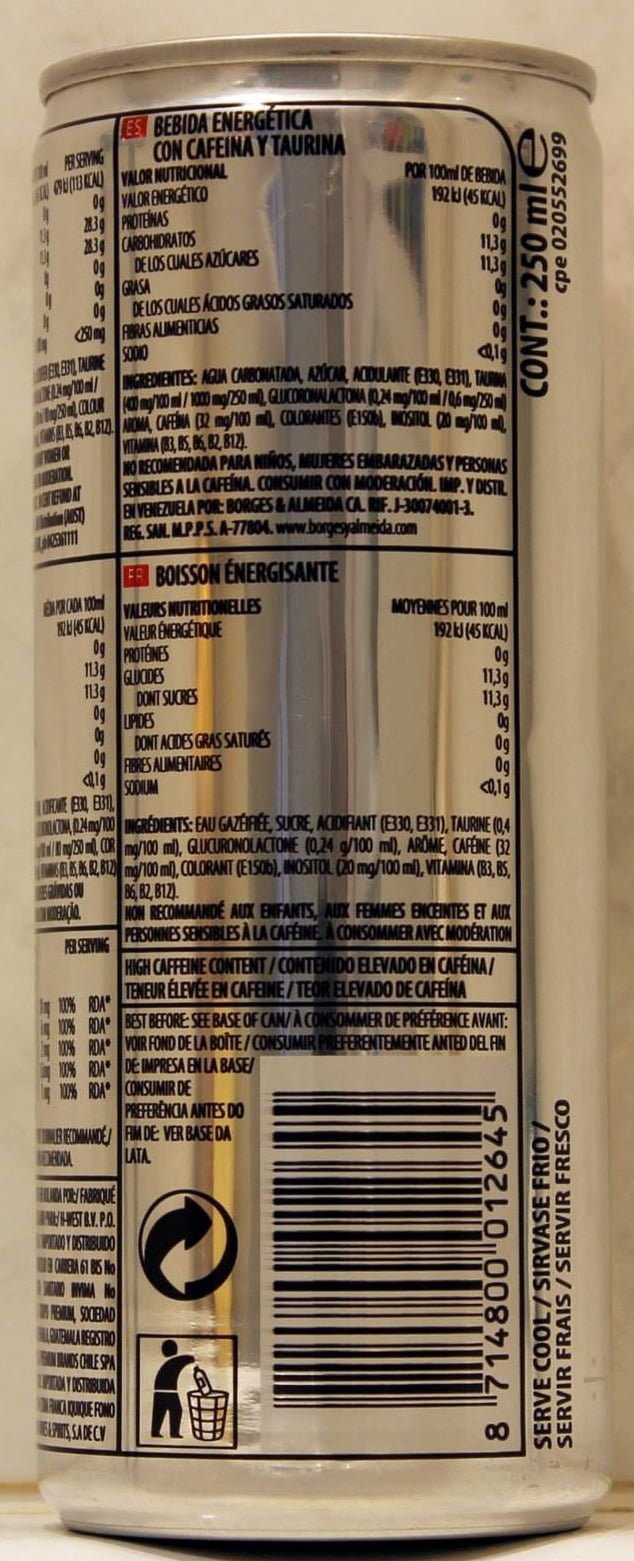 PER SERVING
479 kJ (113 KCAL)
0g
28.3g
28.3g
0g
0g
0g
<250 mg
ES BEBIDA ENERGÉTICA
CON CAFEINA Y TAURINA
VALOR NUTRICIONAL POR 100ml DE BEBIDA
VALOR ENERGÉTICO 192 kJ (45 KCAL)
PROTEÍNAS 0g
CARBOHIDRATOS 11,3g
DE LOS CUALES AZÚCARES 11,3g
GRASA 0g
DE LOS CUALES ÁCIDOS GRASOS SATURADOS 0g
FIBRAS ALIMENTICIAS 0g
SODIO <0,1g
INGREDIENTES: AGUA CARBONATADA, AZÚCAR, ACIDULANTE (E330, E331), TAURINA
(400 mg/100 ml / 1000 mg/250 ml), GLUCORONALACTONA (0,24 mg/100 ml / 0,6 mg/250 ml)
AROMA, CAFEÍNA (32 mg/100 ml), COLORANTES (E150b), INOSITOL (20 mg/100 ml),
VITAMINA (B3, B5, B6, B2, B12).
NO RECOMENDADA PARA NIÑOS, MUJERES EMBARAZADAS Y PERSONAS
SENSIBLES A LA CAFEÍNA. CONSUMIR CON MODERACIÓN. IMP. Y DISTR.
EN VENEZUELA POR: BORGES & ALMEIDA CA. RIF. J-30074001-3.
REG. SAN. M.P.P.S. A-77804. www.borgesyalmeida.com
CONT.: 250 ml e
cpe 020552699
POR CADA 100ml
192 kJ (45 KCAL)
0g
11.3g
11.3g
0g
0g
0g
<0,1g
FR BOISSON ÉNERGISANTE
VALEURS NUTRITIONELLES MOYENNES POUR 100 ml
VALEUR ÉNERGÉTIQUE 192 kJ (45 KCAL)
PROTÉINES 0g
GLUCIDES 11,3g
DONT SUCRES 11,3g
LIPIDES 0g
DONT ACIDES GRAS SATURÉS 0g
FIBRES ALIMENTAIRES 0g
SODIUM <0,1g
INGRÉDIENTS: EAU GAZÉIFIÉE, SUCRE, ACIDIFIANT (E330, E331), TAURINE (0,4
mg/100 ml), GLUCURONOLACTONE (0,24 g/100 ml), ARÔME, CAFÉINE (32
mg/100 ml), COLORANT (E150b), INOSITOL (20 mg/100 ml), VITAMINA (B3, B5,
B6, B2, B12).
NON RECOMMANDÉ AUX ENFANTS, AUX FEMMES ENCEINTES ET AUX
PERSONNES SENSIBLES À LA CAFÉINE. À CONSOMMER AVEC MODÉRATION
PER SERVING
100% RDA*
100% RDA*
100% RDA*
100% RDA*
100% RDA*
HIGH CAFFEINE CONTENT / CONTENIDO ELEVADO EN CAFÉINA /
TENEUR ÉLEVÉE EN CAFEINE / TEOR ELEVADO DE CAFEÍNA
BEST BEFORE: SEE BASE OF CAN/ À CONSOMMER DE PRÉFÉRENCE AVANT:
VOIR FOND DE LA BOÎTE / CONSUMIR PREFERENTEMENTE ANTED DEL FIN
DE: IMPRESA EN LA BASE/
CONSUMIR DE
PREFERÊNCIA ANTES DO
FIM DE: VER BASE DA
LATA.
8 714800 012645
SERVE COOL / SIRVASE FRIO /
SERVIR FRAIS / SERVIR FRESCO